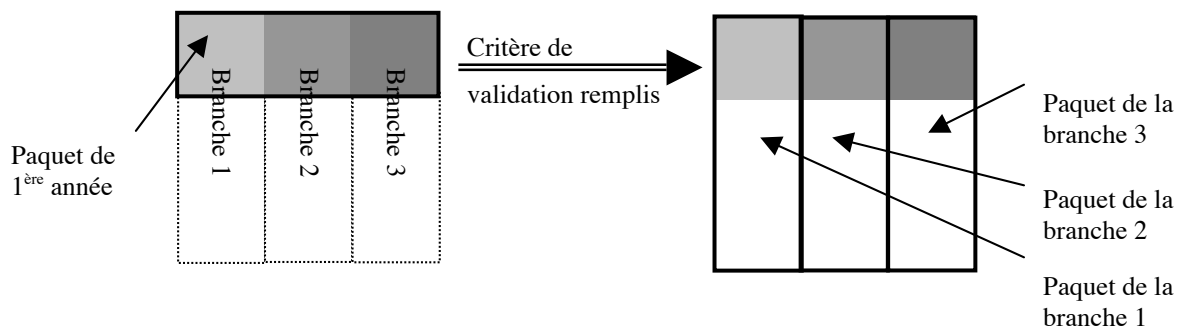 Paquet de
1ère année
Branche 1
Branche 2
Branche 3
Critère de
validation remplis
Paquet de la
branche 3
Paquet de la
branche 2
Paquet de la
branche 1